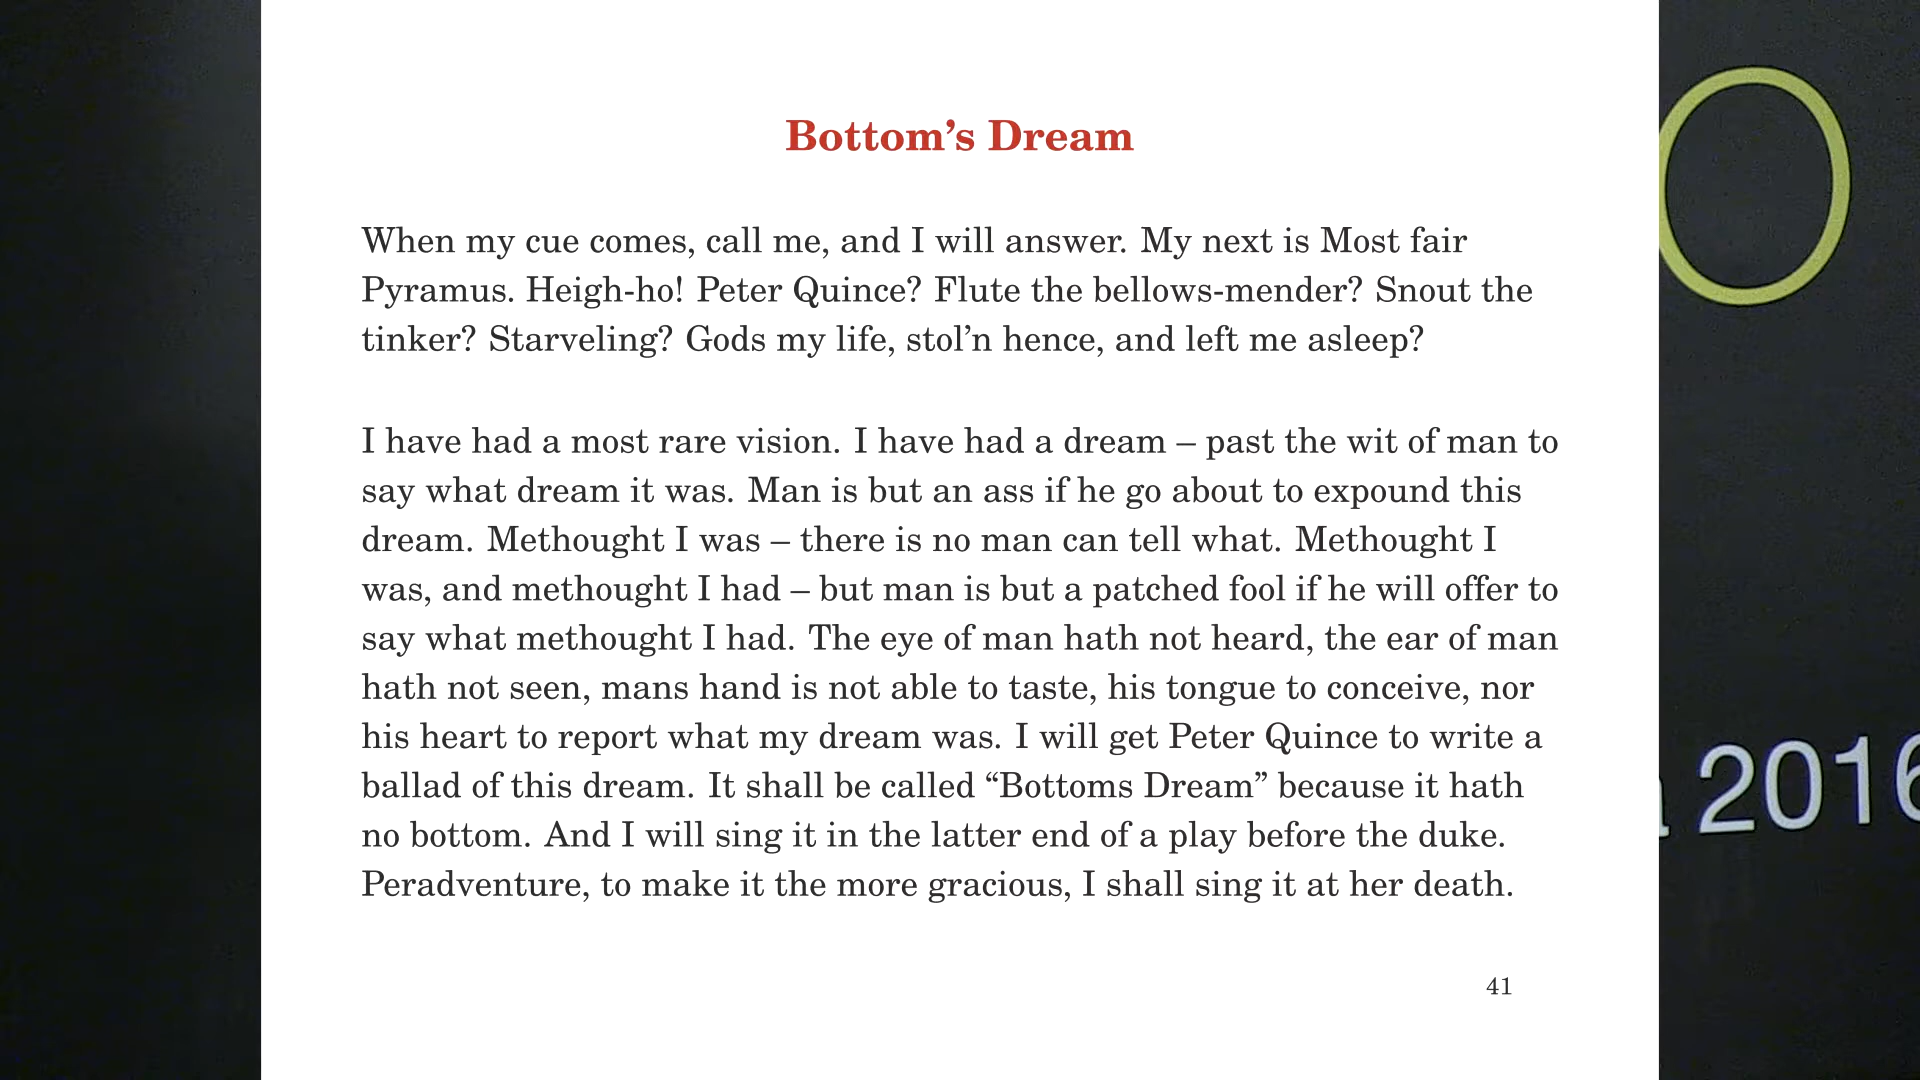 Bottom’s Dream
When my cue comes, call me, and I will answer. My next is Most fair
Pyramus. Heigh-ho! Peter Quince? Flute the bellows-mender? Snout the
tinker? Starveling? Gods my life, stol’n hence, and left me asleep?
I have had a most rare vision. I have had a dream – past the wit of man to
say what dream it was. Man is but an ass if he go about to expound this
dream. Methought I was – there is no man can tell what. Methought I
was, and methought I had – but man is but a patched fool if he will offer to
say what methought I had. The eye of man hath not heard, the ear of man
hath not seen, mans hand is not able to taste, his tongue to conceive, nor
his heart to report what my dream was. I will get Peter Quince to write a
ballad of this dream. It shall be called “Bottoms Dream” because it hath
no bottom. And I will sing it in the latter end of a play before the duke.
Peradventure, to make it the more gracious, I shall sing it at her death.
41
O
2016